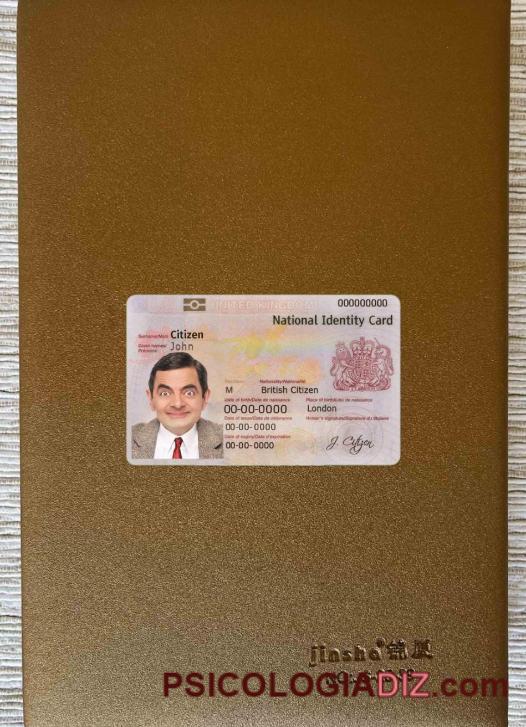 UNITED KINGDOM
000000000
National Identity Card
Surname/Nom Citizen
Given names/ Prénoms John
Nationality/Nationalité
M British Citizen
Date of birth/Date de naissance Place of birth/Lieu de naissance
00-00-0000 London
Date of issue/Date de délivrance Holder's signature/Signature du titulaire
00-00-0000
Date of expiry/Date d'expiration
00-00-0000
J. Citizen
jinsha®锦厦
PSICOLOGIADIZ.com